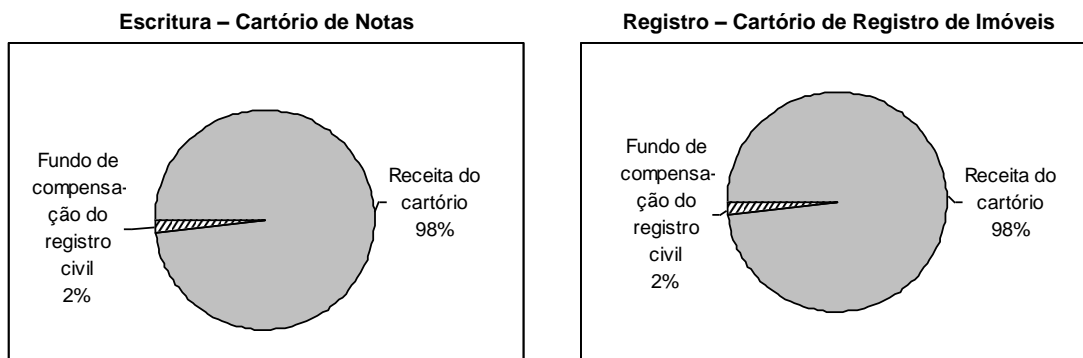 Escritura – Cartório de Notas
Fundo de
compensa-
ção do
registro
civil
2%
Receita do
cartório
98%
Registro – Cartório de Registro de Imóveis
Fundo de
compensa-
ção do
registro
civil
2%
Receita do
cartório
98%